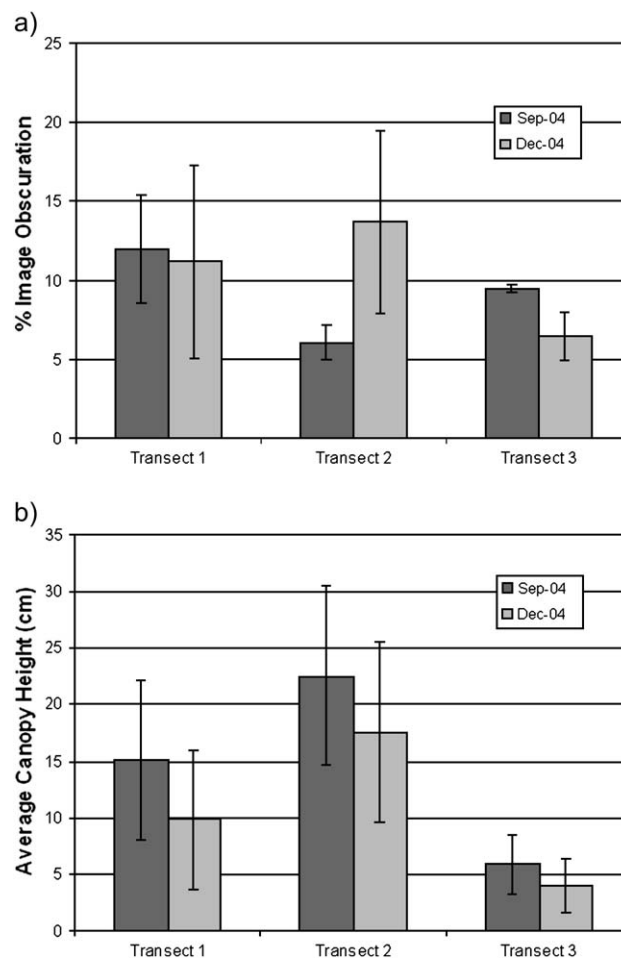 a)
% Image Obscuration
25
20
15
10
5
0
Sep-04
Dec-04
Transect 1 Transect 2 Transect 3
b)
Average Canopy Height (cm)
35
30
25
20
15
10
5
0
Sep-04
Dec-04
Transect 1 Transect 2 Transect 3